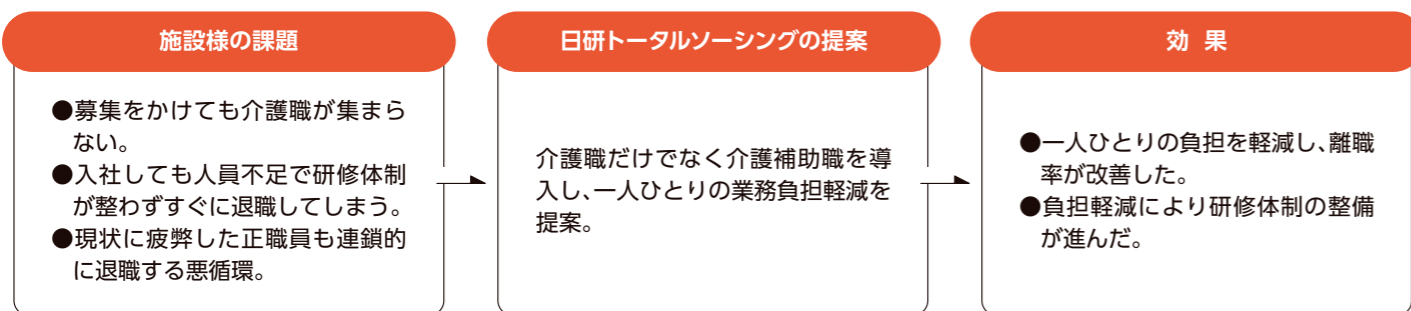 施設様の課題
●募集をかけても介護職が集まら
ない。
●入社しても人員不足で研修体制
が整わずすぐに退職してしまう。
●現状に疲弊した正職員も連鎖的
に退職する悪循環。
日研トータルソーシングの提案
介護職だけでなく介護補助職を導
入し、一人ひとりの業務負担軽減を
提案。
効 果
●一人ひとりの負担を軽減し、離職
率が改善した。
●負担軽減により研修体制の整備
が進んだ。